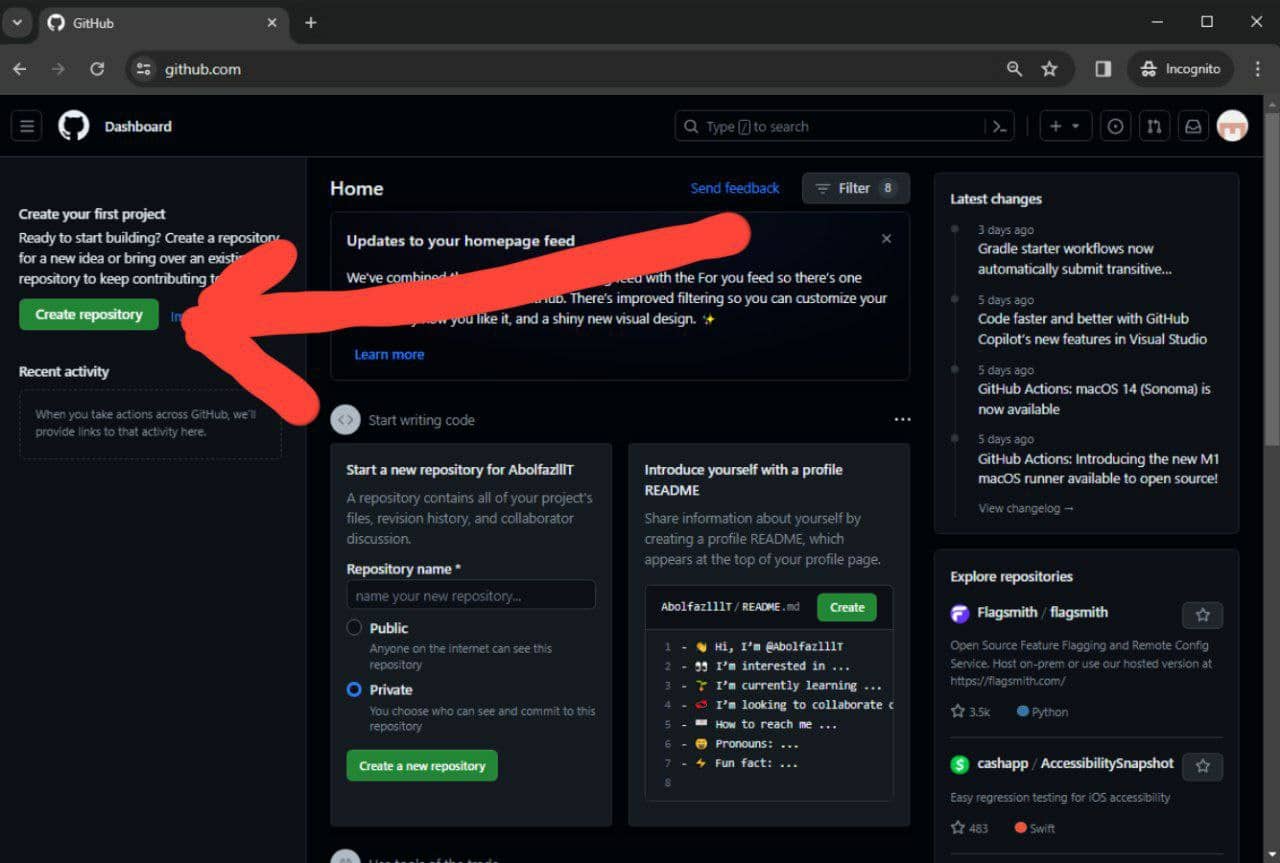 GitHub
github.com
Incognito
Dashboard
Type / to search
Create your first project
Ready to start building? Create a repository
for a new idea or bring over an
repository to keep contributing
Create repository
Recent activity
When you take actions across GitHub, we'll
provide links to that activity here.
Home
Send feedback
Filter 8
Updates to your homepage feed
We've combined feed with the For you feed so there's one
There's improved filtering so you can customize your
you like it, and a shiny new visual design. ✨
Learn more
Start writing code
Start a new repository for AbolfazlllT
A repository contains all of your project's
files, revision history, and collaborator
discussion.
Repository name *
name your new repository...
Public
Anyone on the internet can see this
repository
Private
You choose who can see and commit to this
repository
Create a new repository
Introduce yourself with a profile
README
Share information about yourself by
creating a profile README, which
appears at the top of your profile page.
AbolfazlllT/README.md
Create
1 - 👋 Hi, I'm @AbolfazlllT
2 - 👀 I'm interested in ...
3 - 🌱 I'm currently learning ...
4 - 💞️ I'm looking to collaborate
5 - 📫 How to reach me ...
6 - 😄 Pronouns: ...
7 - ⚡ Fun fact: ...
8
Latest changes
3 days ago
Gradle starter workflows now
automatically submit transitive...
5 days ago
Code faster and better with GitHub
Copilot's new features in Visual Studio
5 days ago
GitHub Actions: macOS 14 (Sonoma) is
now available
5 days ago
GitHub Actions: Introducing the new M1
macOS runner available to open source!
View changelog →
Explore repositories
Flagsmith / flagsmith
Open Source Feature Flagging and Remote Config
Service. Host on-prem or use our hosted version at
https://flagsmith.com/
3.5k Python
cashapp / AccessibilitySnapshot
Easy regression testing for iOS accessibility
483 Swift